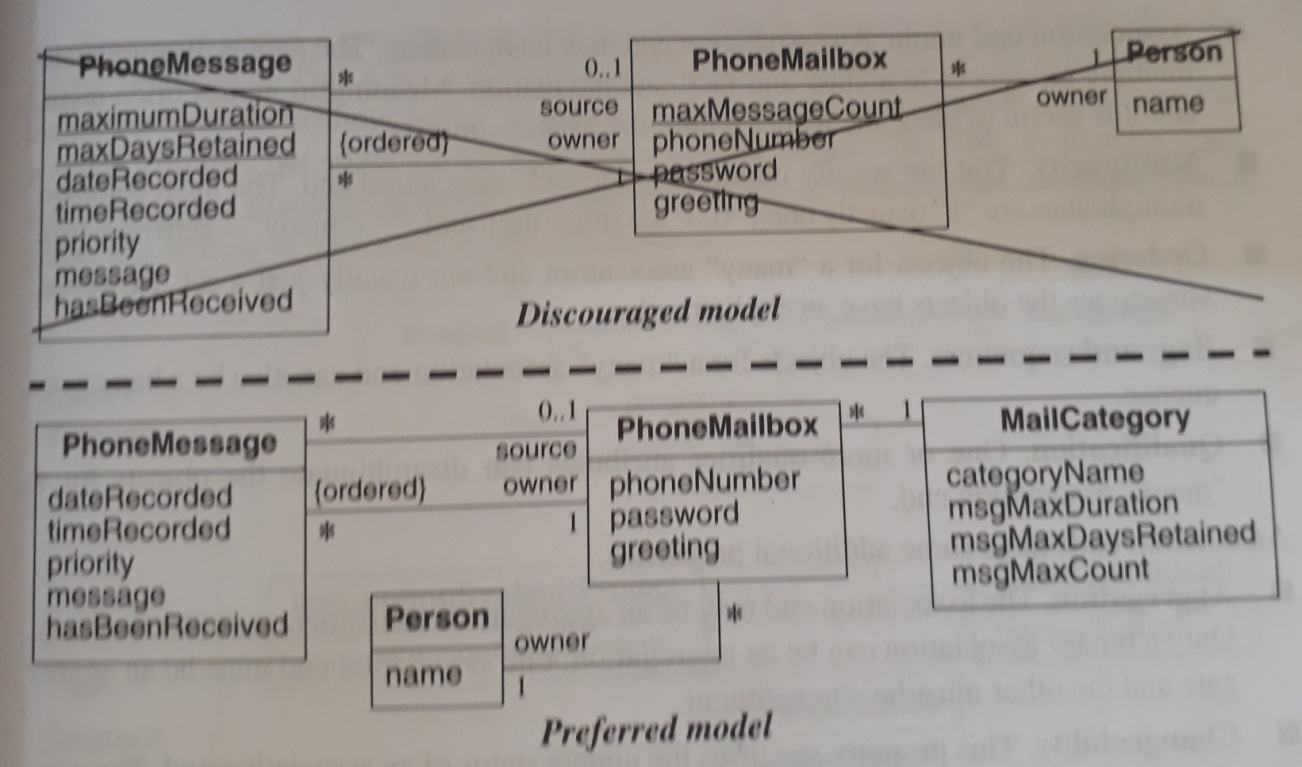 PhoneMessage
maximumDuration
maxDaysRetained
dateRecorded
timeRecorded
priority
message
hasBeenReceived
* 0..1
source
{ordered} owner
* 1
PhoneMailbox
maxMessageCount
phoneNumber
password
greeting
* 1
owner
Person
name
Discouraged model
PhoneMessage
dateRecorded
timeRecorded
priority
message
hasBeenReceived
* 0..1
source
{ordered} owner
* 1
PhoneMailbox
phoneNumber
password
greeting
* 1
MailCategory
categoryName
msgMaxDuration
msgMaxDaysRetained
msgMaxCount
Person
name
owner
1
*
Preferred model